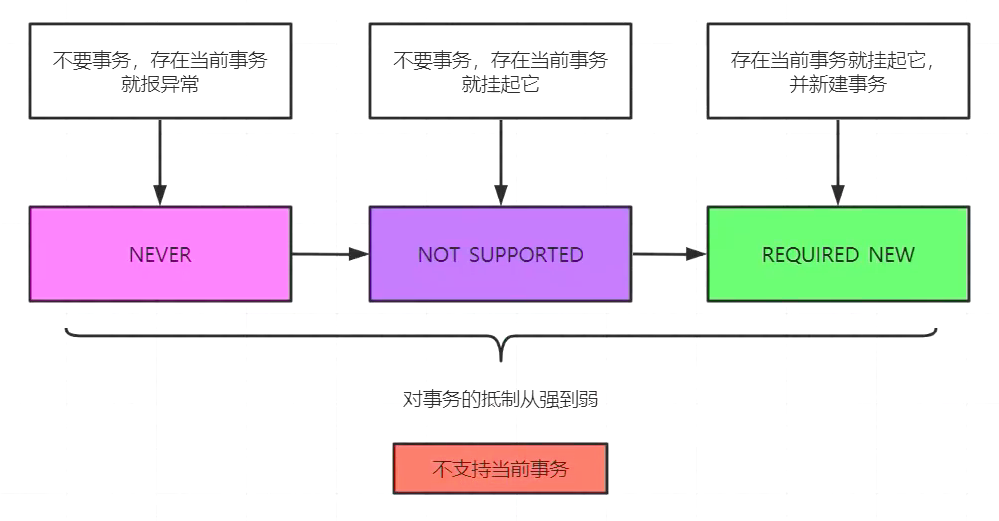 不要事务，存在当前事务
就报异常
不要事务，存在当前事务
就挂起它
存在当前事务就挂起它，
并新建事务
NEVER
NOT SUPPORTED
REQUIRED NEW
对事务的抵制从强到弱
不支持当前事务